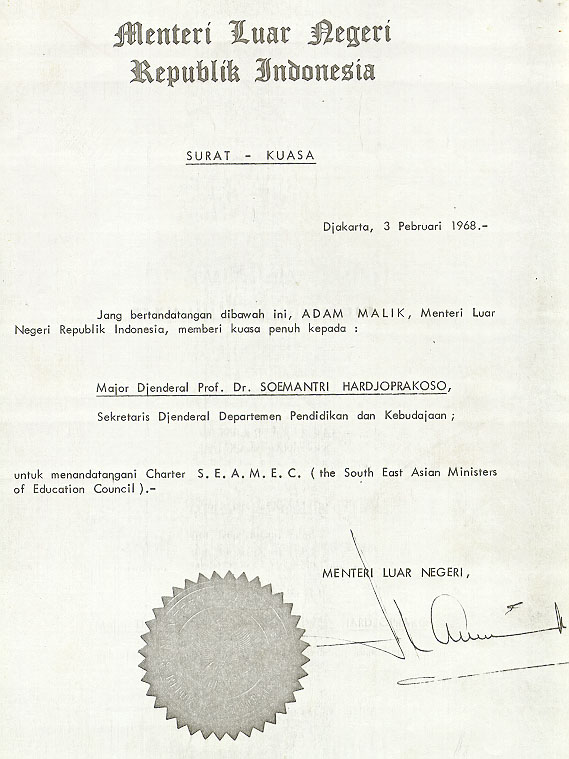 Menteri Luar Negeri
Republik Indonesia
SURAT - KUASA
Djakarta, 3 Pebruari 1968.-
Jang bertandatangan dibawah ini, ADAM MALIK, Menteri Luar
Negeri Republik Indonesia, memberi kuasa penuh kepada :
Major Djenderal Prof. Dr. SOEMANTRI HARDJOPRAKOSO,
Sekretaris Djenderal Departemen Pendidikan dan Kebudajaan ;
untuk menandatangani Charter S. E. A. M. E. C. ( the South East Asian Ministers
of Education Council ).-
MENTERI LUAR NEGERI,